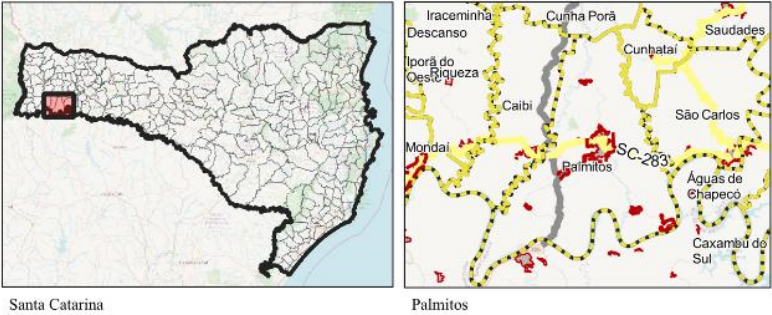 Iraceminha
Cunha Porã
Descanso
Saudades
Cunhataí
Iporã do
Oeste
Riqueza
Caibi
São Carlos
Mondaí
SC-283
Palmitos
Águas de
Chapecó
Caxambu do
Sul
Santa Catarina
Palmitos